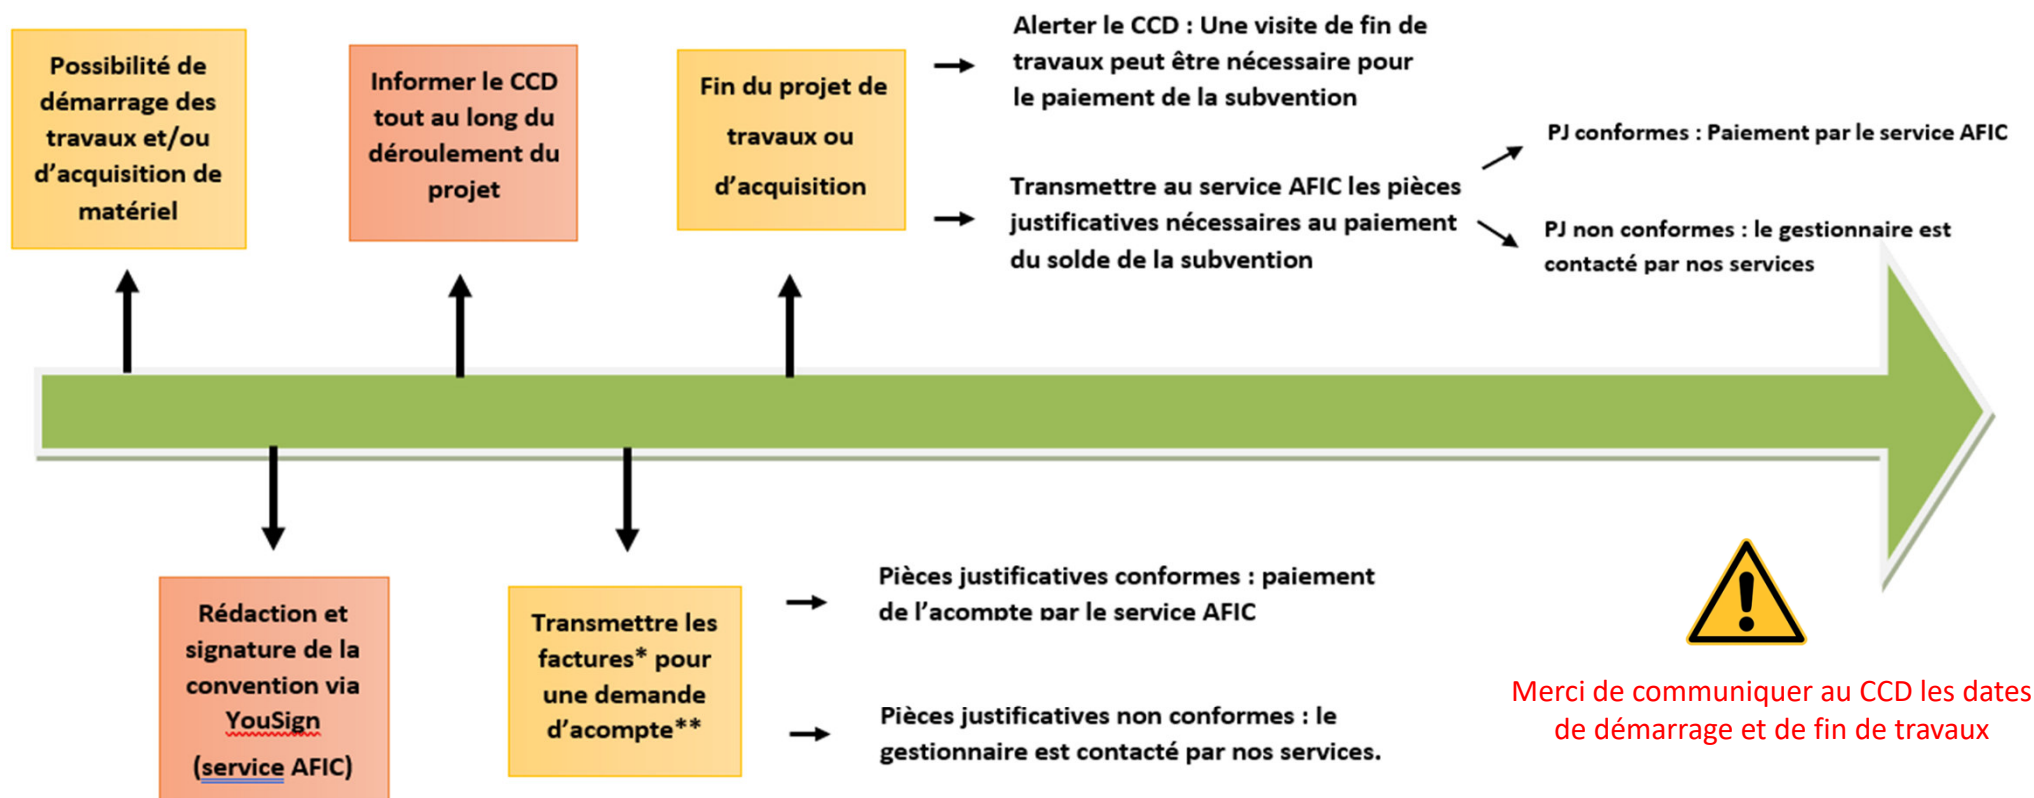 Possibilité de
démarrage des
travaux et/ou
d'acquisition de
matériel
Informer le CCD
tout au long du
déroulement du
projet
Fin du projet de
travaux ou
d'acquisition
Alerter le CCD : Une visite de fin de
travaux peut être nécessaire pour
le paiement de la subvention
Transmettre au service AFIC les pièces
justificatives nécessaires au paiement
du solde de la subvention
PJ conformes : Paiement par le service AFIC
PJ non conformes : le gestionnaire est
contacté par nos services
Rédaction et
signature de la
convention via
YouSign
(service AFIC)
Transmettre les
factures* pour
une demande
d'acompte**
Pièces justificatives conformes : paiement
de l'acompte par le service AFIC
Pièces justificatives non conformes : le
gestionnaire est contacté par nos services.
Merci de communiquer au CCD les dates
de démarrage et de fin de travaux